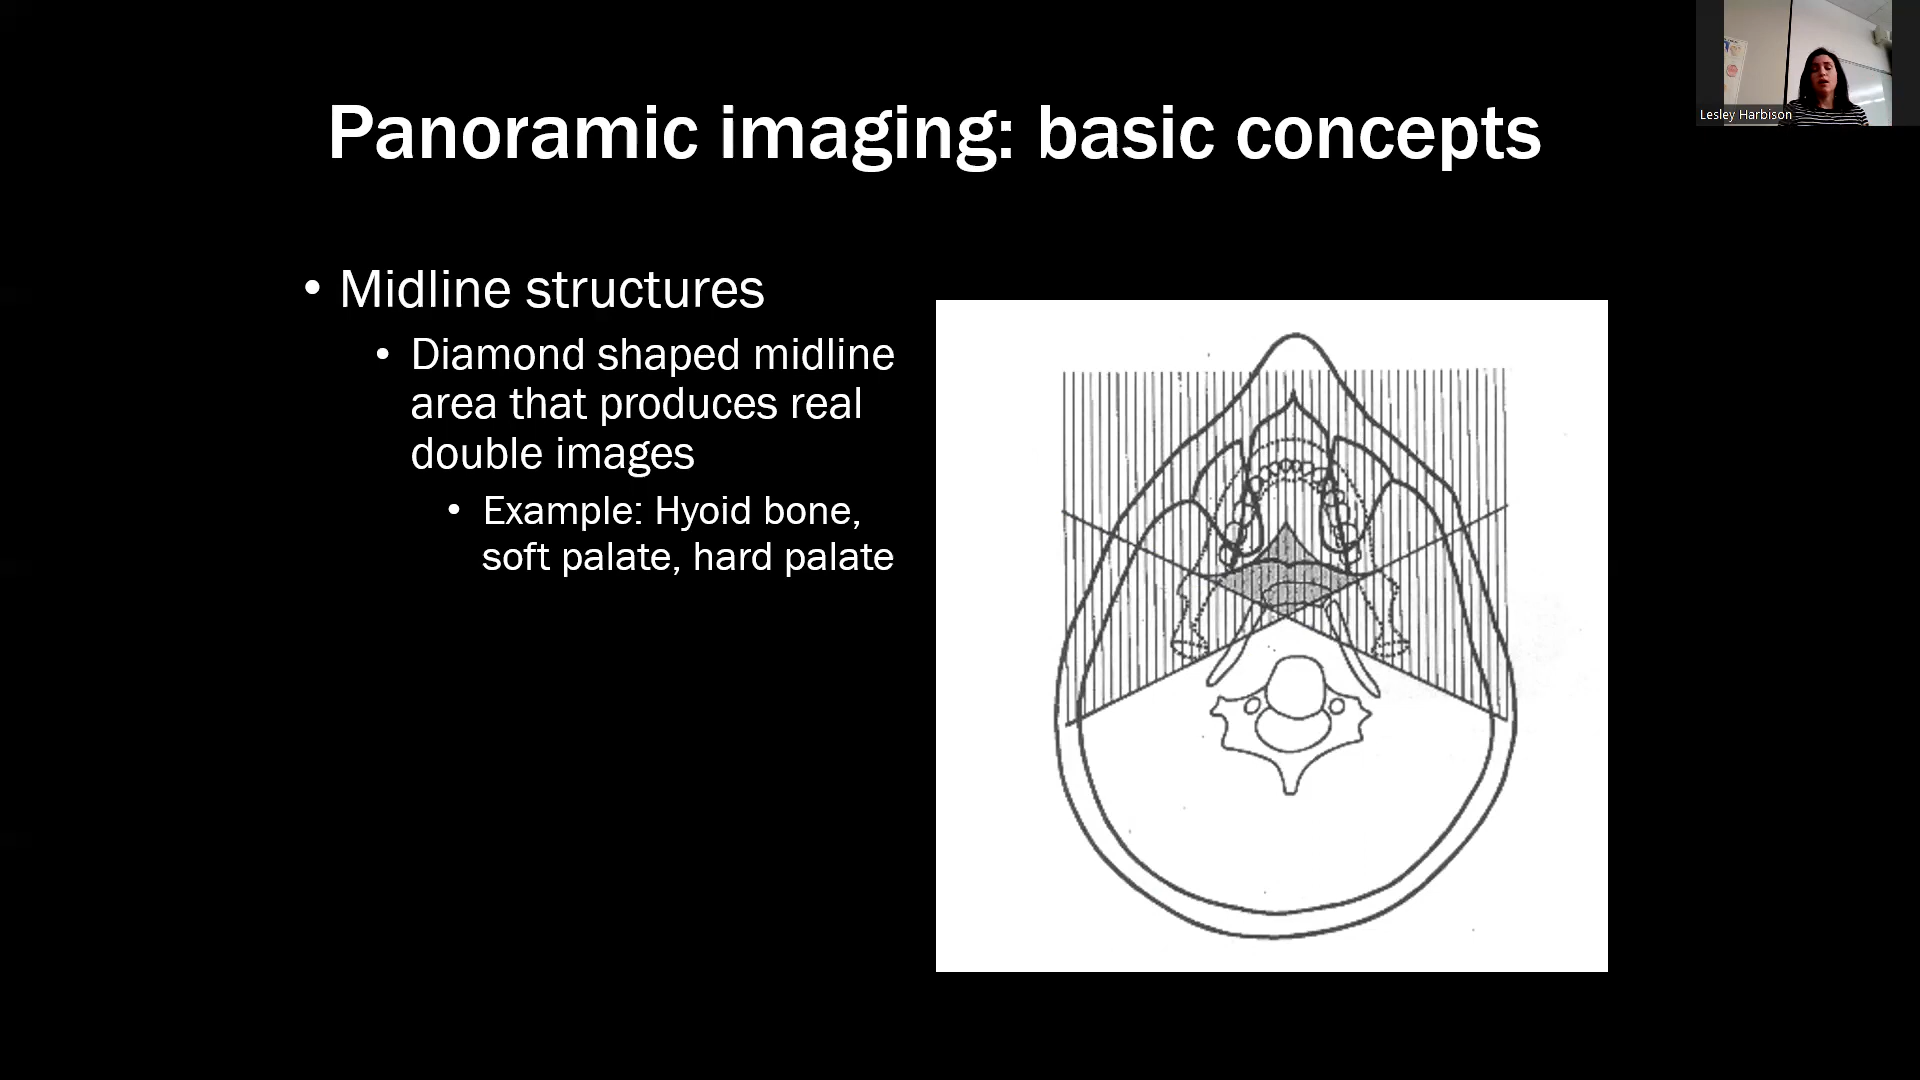 Panoramic imaging: basic concepts
Lesley Harbison
• Midline structures
• Diamond shaped midline
area that produces real
double images
• Example: Hyoid bone,
soft palate, hard palate